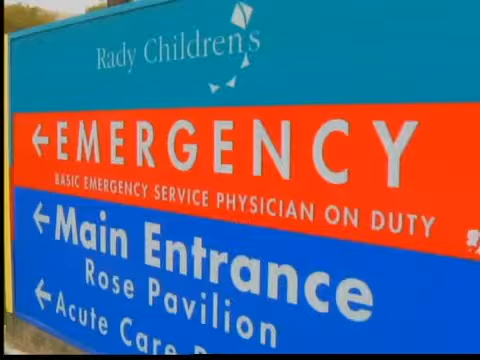 Rady Children's
← EMERGENCY
BASIC EMERGENCY SERVICE PHYSICIAN ON DUTY
← Main Entrance
Rose Pavilion
← Acute Care